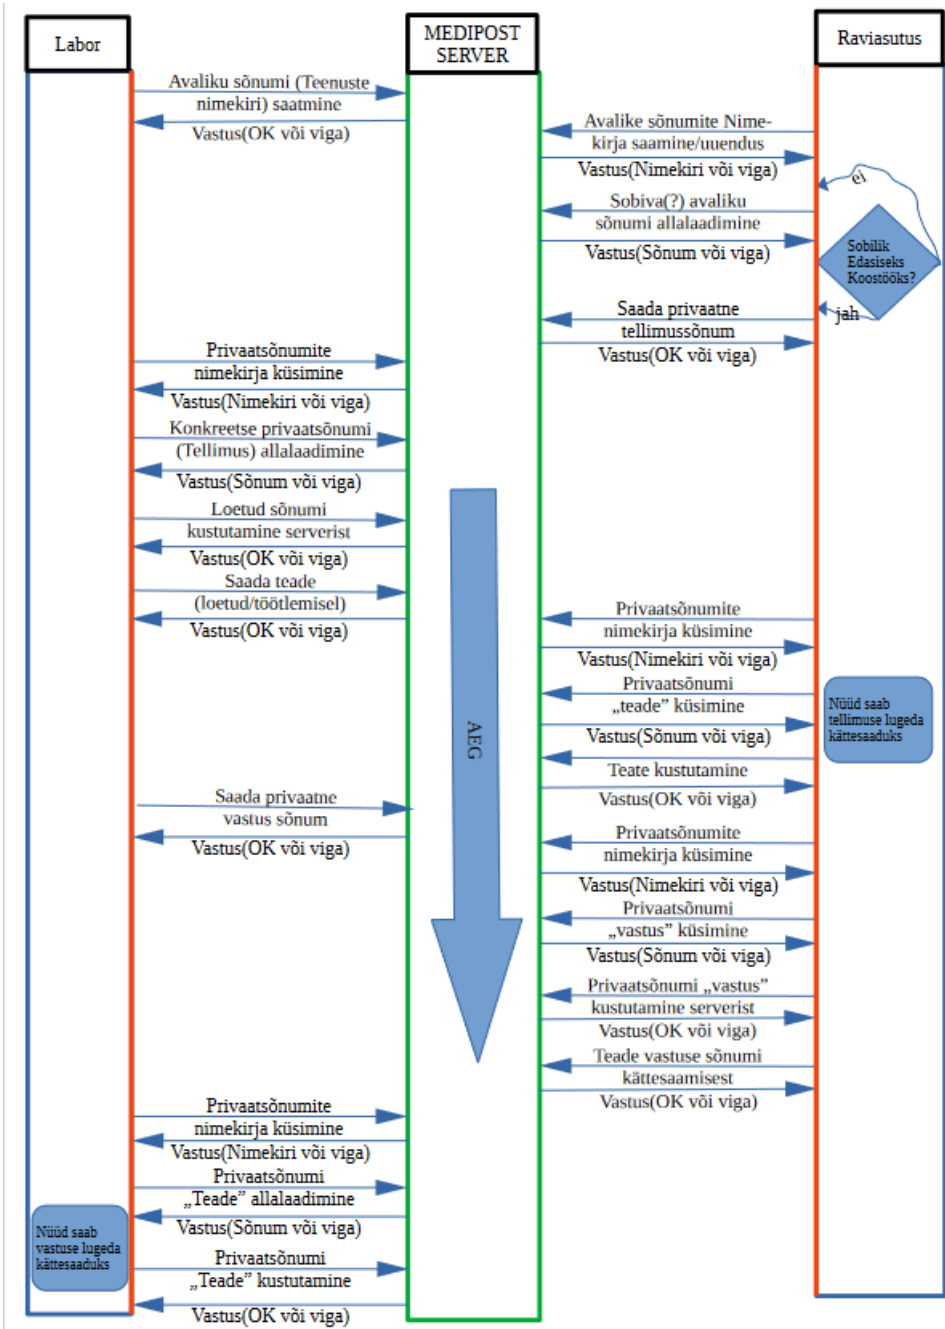 Labor
MEDIPOST
SERVER
Raviasutus
Avaliku sõnumi (Teenuste
nimekiri) saatmine
Vastus(OK või viga)
Avalike sõnumite Nime-
kirja saamine/uuendus
Vastus(Nimekiri või viga)
ei
Sobiva(?) avaliku
sõnumi allalaadimine
Vastus(Sõnum või viga)
Sobilik
Edasiseks
Koostööks?
jah
Saada privaatne
tellimussõnum
Vastus(OK või viga)
Privaatsõnumite
nimekirja küsimine
Vastus(Nimekiri või viga)
Konkreetse privaatsõnumi
(Tellimus) allalaadimine
Vastus(Sõnum või viga)
Loetud sõnumi
kustutamine serverist
Vastus(OK või viga)
Saada teade
(loetud/töötlemisel)
Vastus(OK või viga)
AEG
Privaatsõnumite
nimekirja küsimine
Vastus(Nimekiri või viga)
Privaatsõnumi
„teade” küsimine
Vastus(Sõnum või viga)
Nüüd saab
tellimuse lugeda
kättesaaduks
Teate kustutamine
Vastus(OK või viga)
Saada privaatne
vastus sõnum
Vastus(OK või viga)
Privaatsõnumite
nimekirja küsimine
Vastus(Nimekiri või viga)
Privaatsõnumi
„vastus” küsimine
Vastus(Sõnum või viga)
Privaatsõnumi „vastus”
kustutamine serverist
Vastus(OK või viga)
Teade vastuse sõnumi
kättesaamisest
Vastus(OK või viga)
Privaatsõnumite
nimekirja küsimine
Vastus(Nimekiri või viga)
Privaatsõnumi
„Teade” allalaadimine
Vastus(Sõnum või viga)
Nüüd saab
vastuse lugeda
kättesaaduks
Privaatsõnumi
„Teade” kustutamine
Vastus(OK või viga)